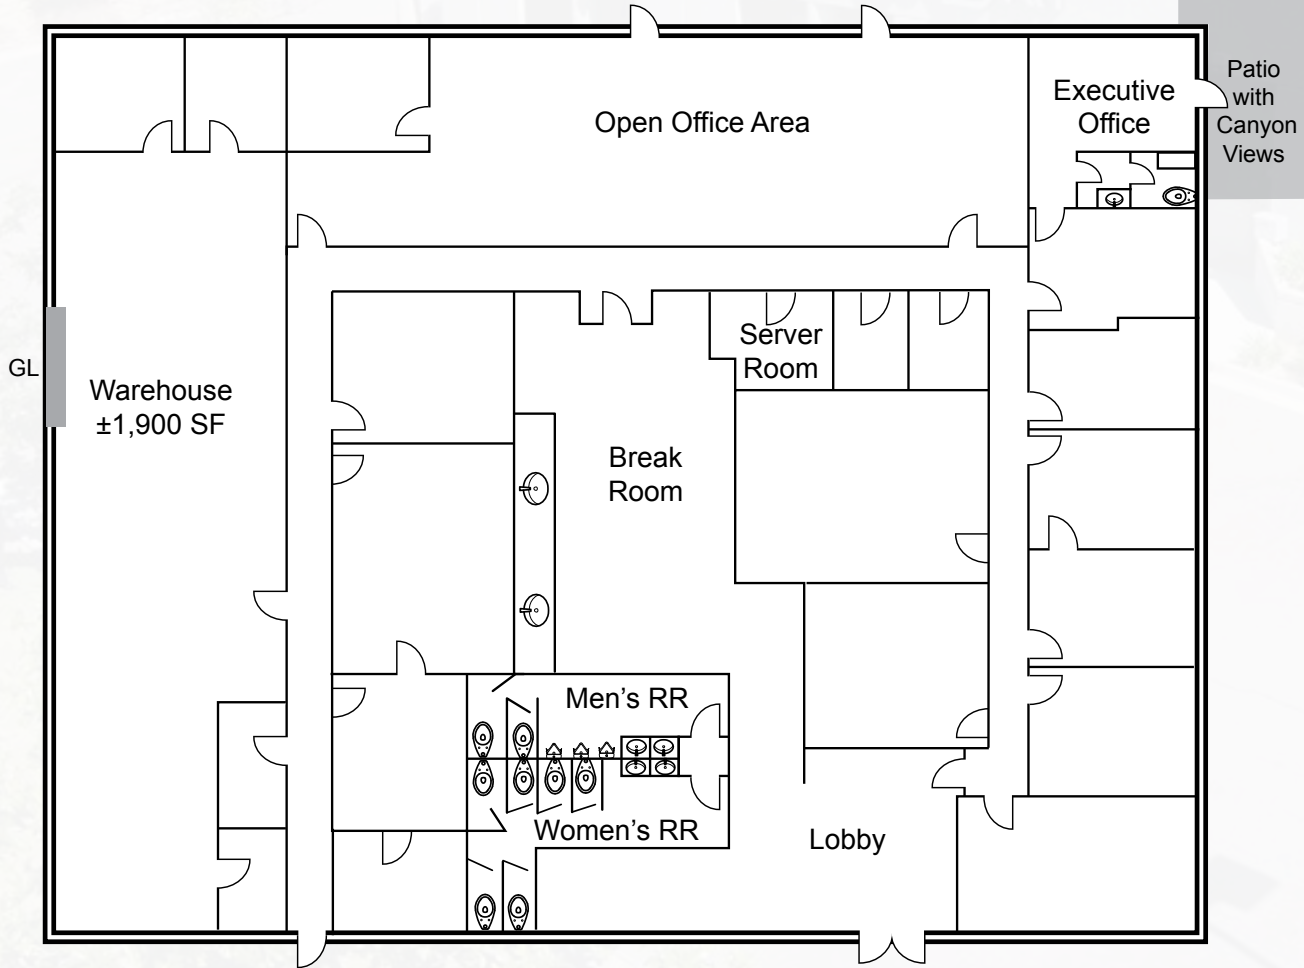 Patio
with
Canyon
Views
Executive
Office
Open Office Area
Server
Room
GL
Warehouse
±1,900 SF
Break
Room
Men’s RR
Women’s RR
Lobby